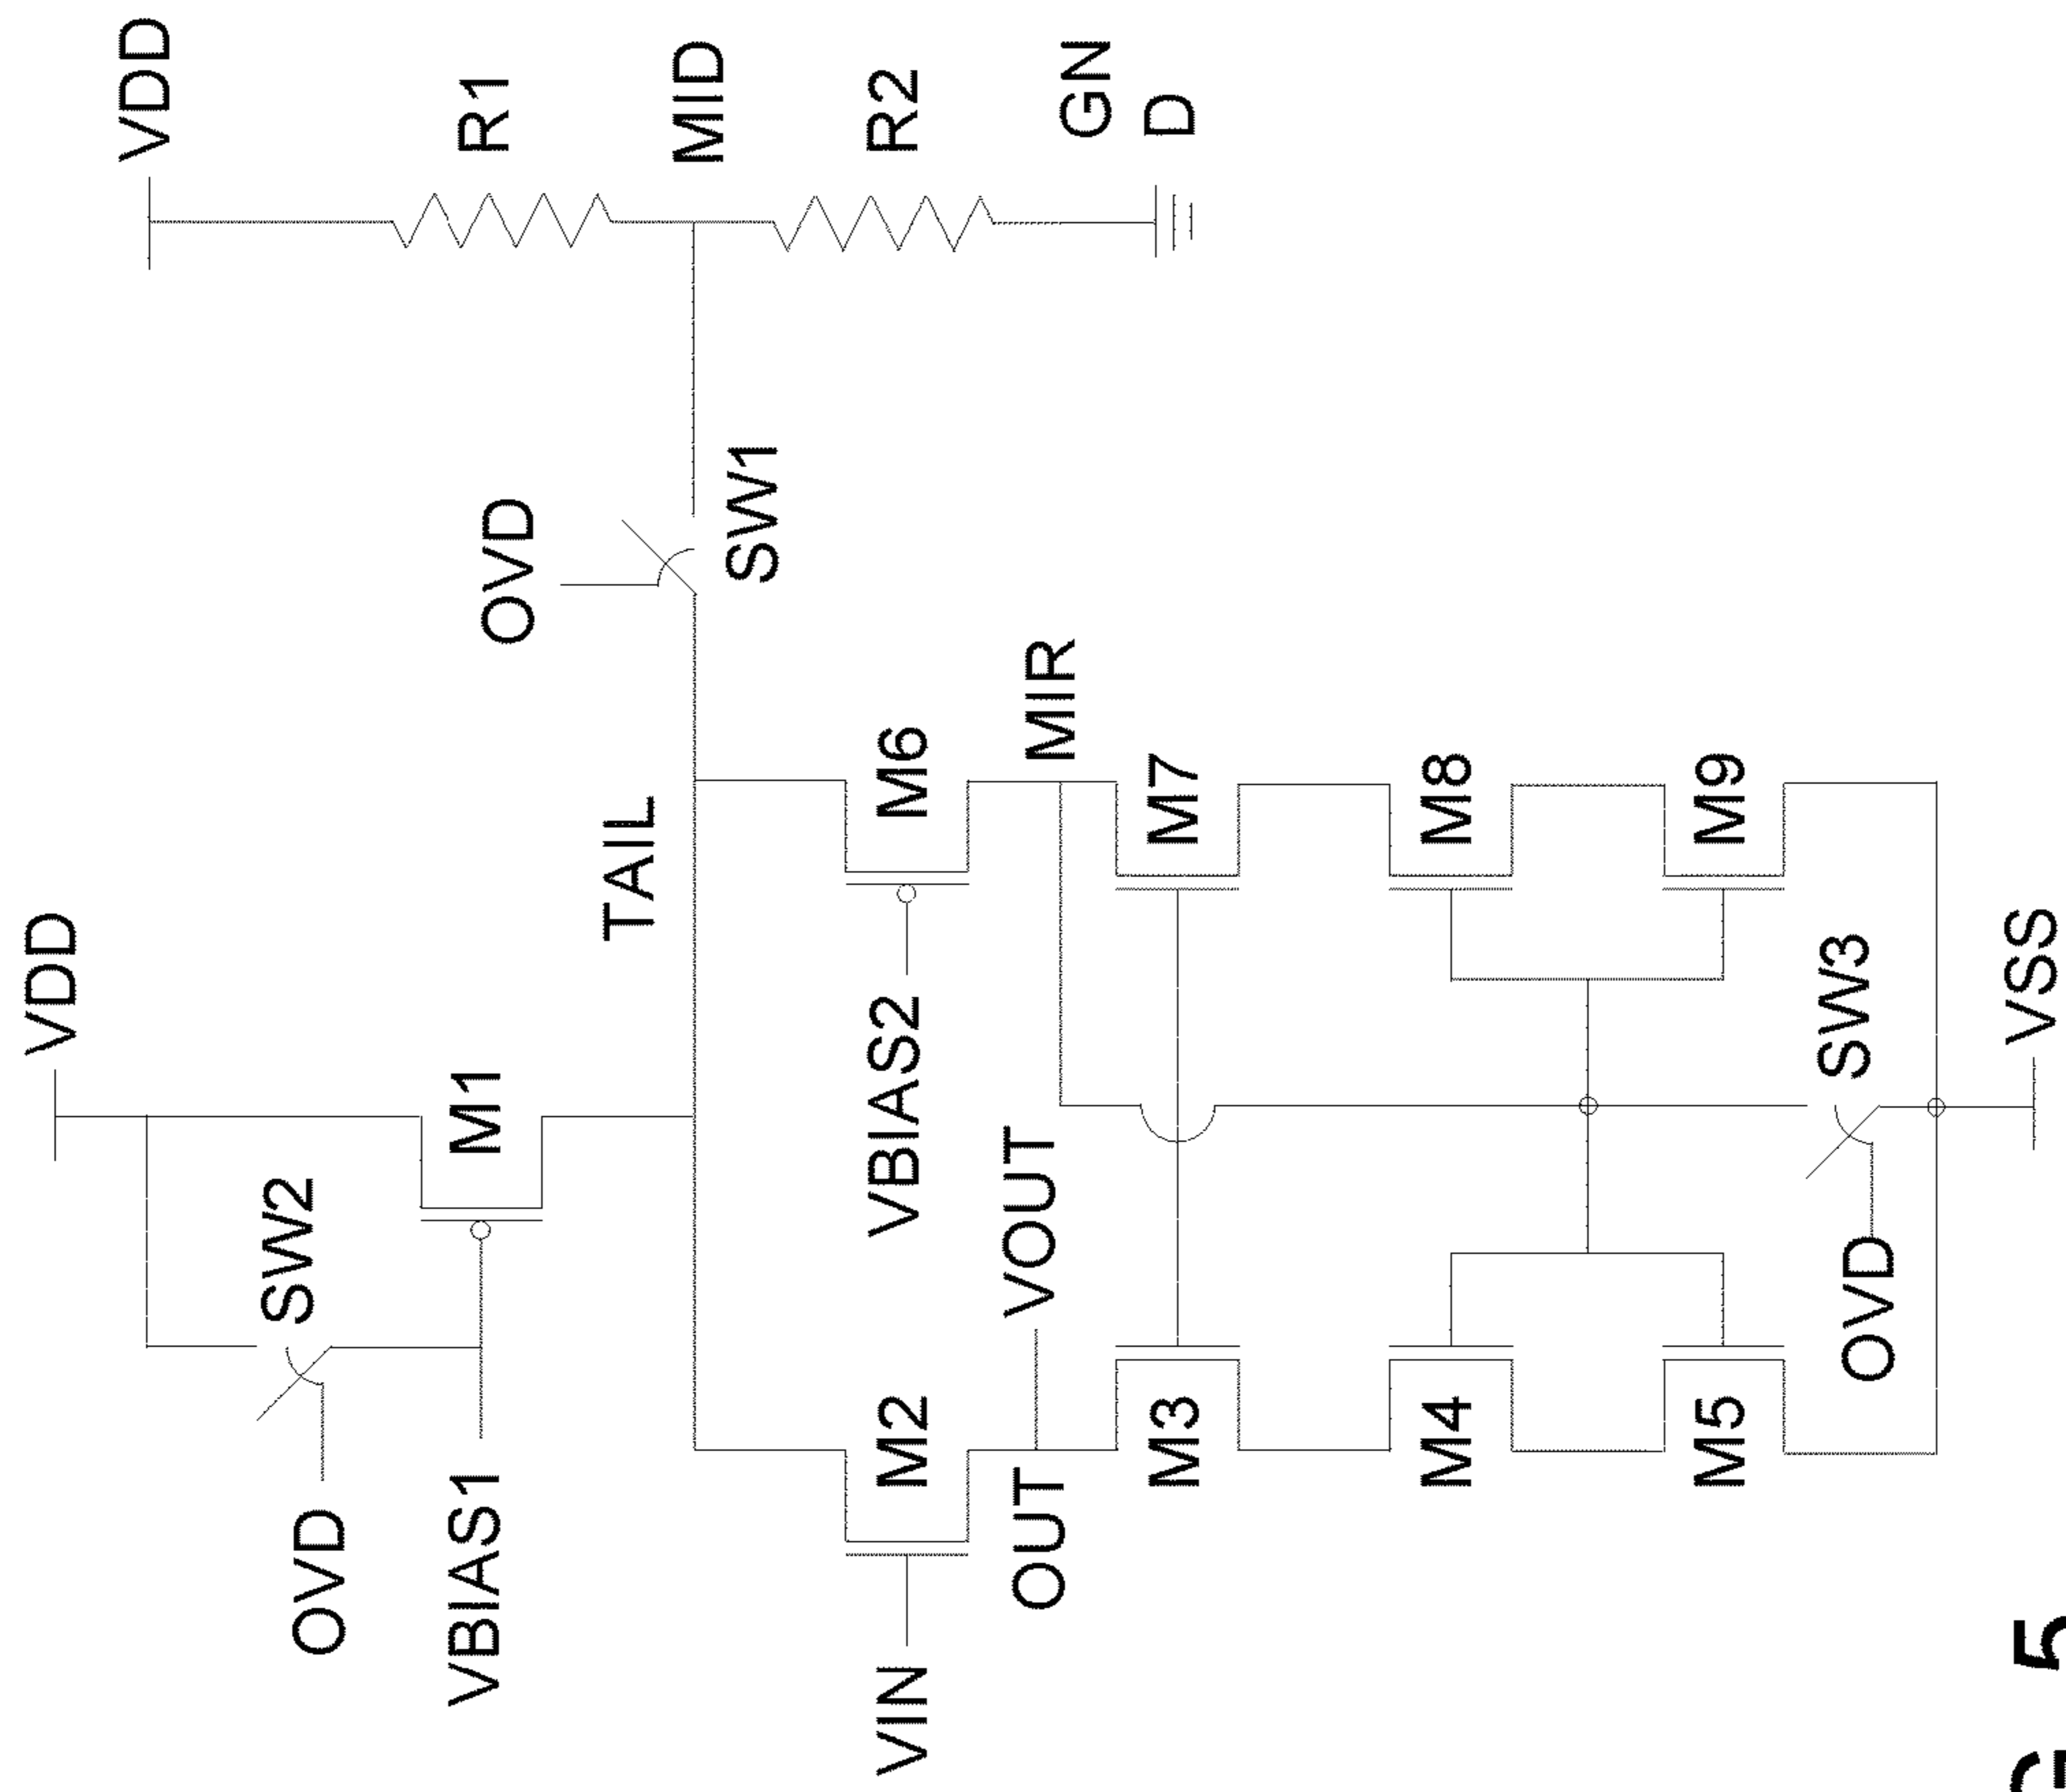 VDD
VDD
SW2
OVD
R1
M1
VBIAS1
OVD
MID
TAIL
SW1
R2
M2
M6
VIN
VBIAS2
OUT
VOUT
MIR
GN
D
M3
M7
M4
M8
M5
M9
OVD
SW3
VSS
5